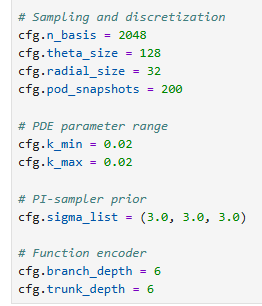 # Sampling and discretization
cfg.n_basis = 2048
cfg.theta_size = 128
cfg.radial_size = 32
cfg.pod_snapshots = 200

# PDE parameter range
cfg.k_min = 0.02
cfg.k_max = 0.02

# PI-sampler prior
cfg.sigma_list = (3.0, 3.0, 3.0)

# Function encoder
cfg.branch_depth = 6
cfg.trunk_depth = 6